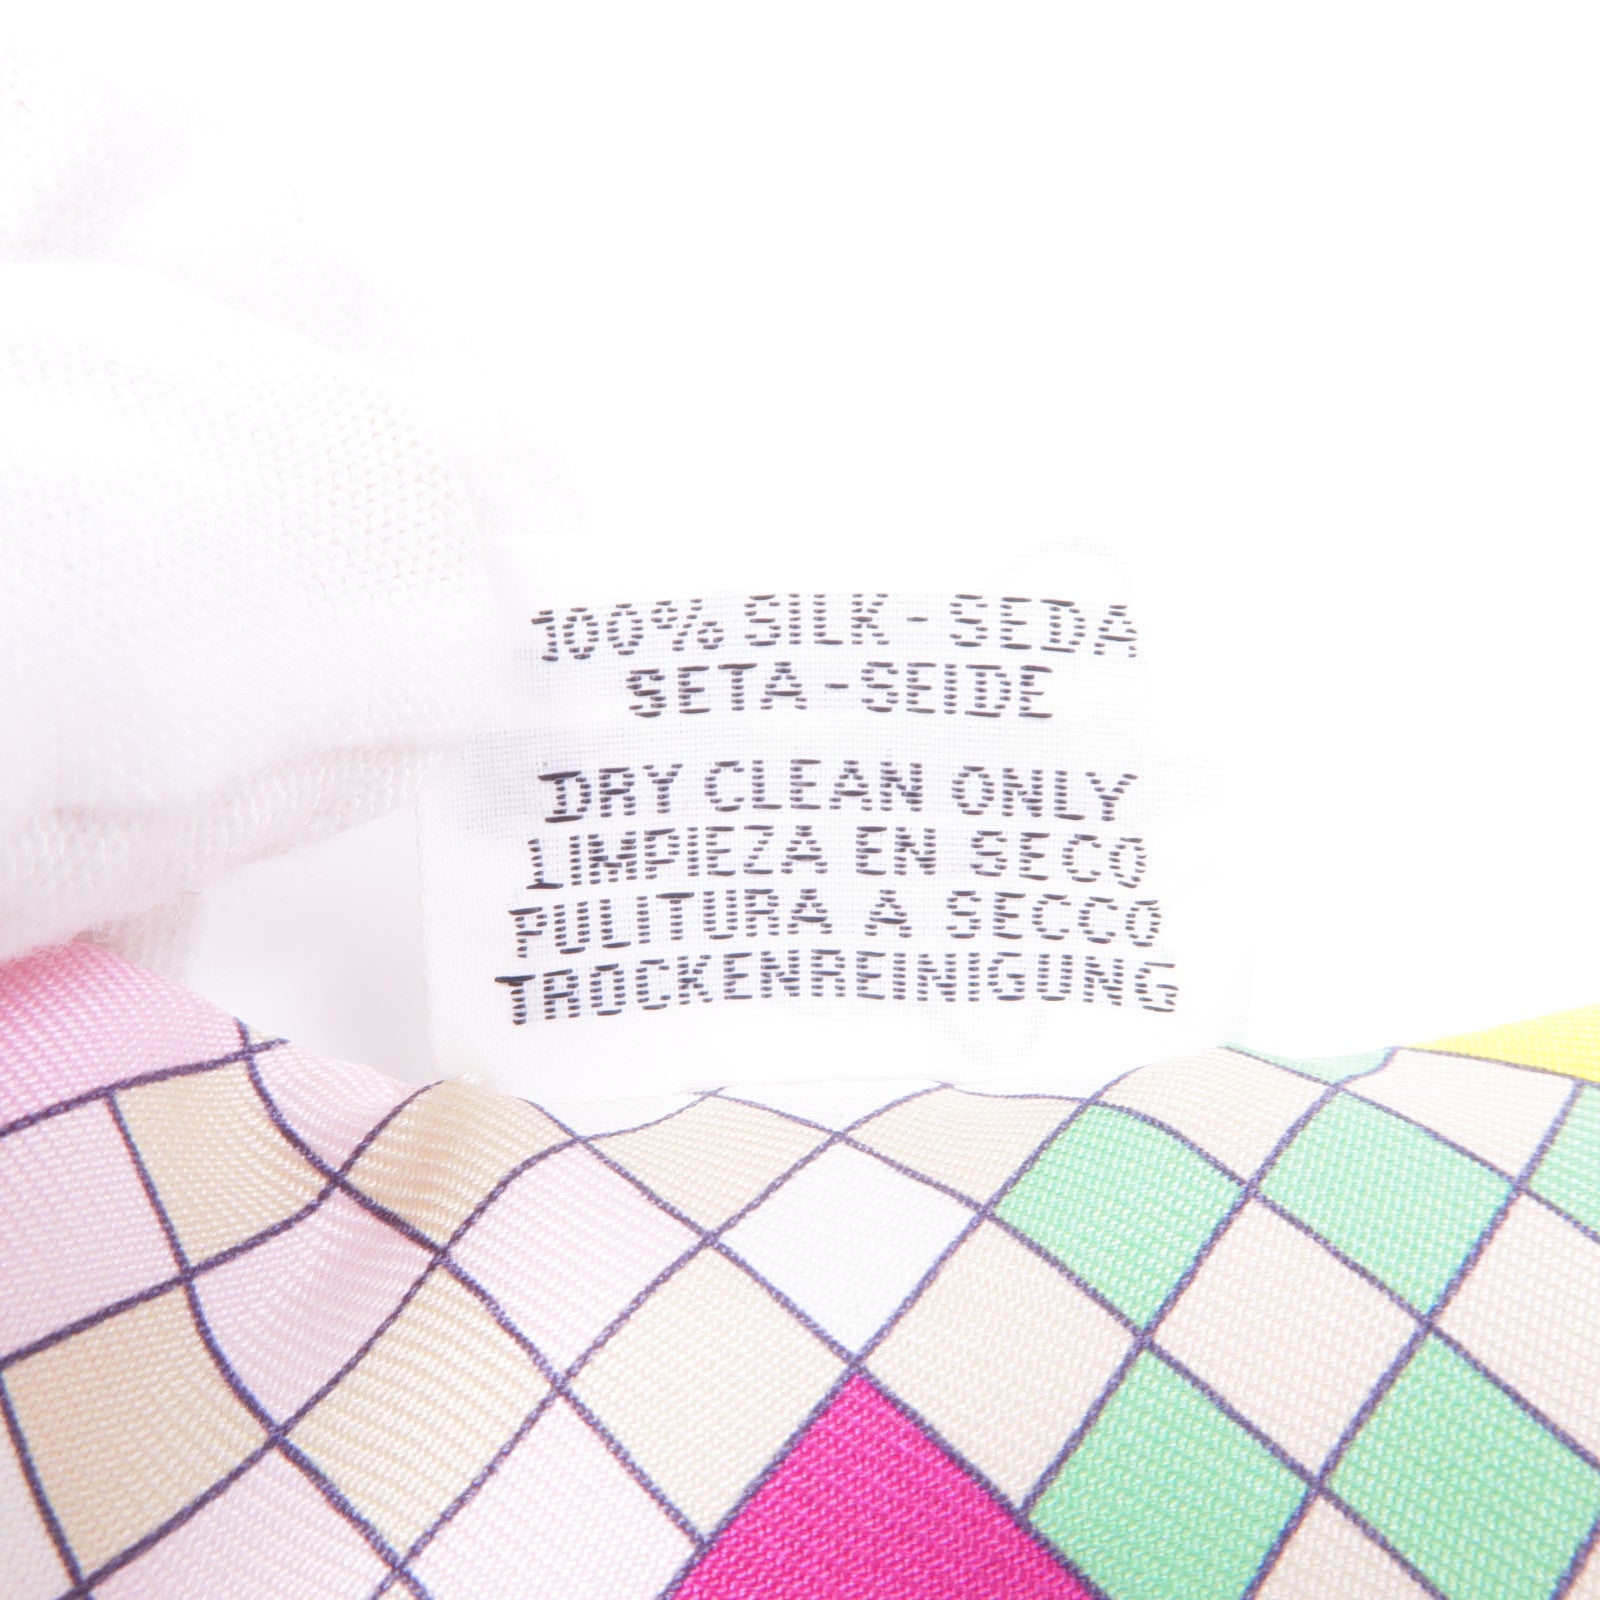 100% SILK-SEDA
SETA-SEIDE
DRY CLEAN ONLY
LIMPIEZA EN SECO
PULITURA A SECCO
TROCKENREINIGUNG